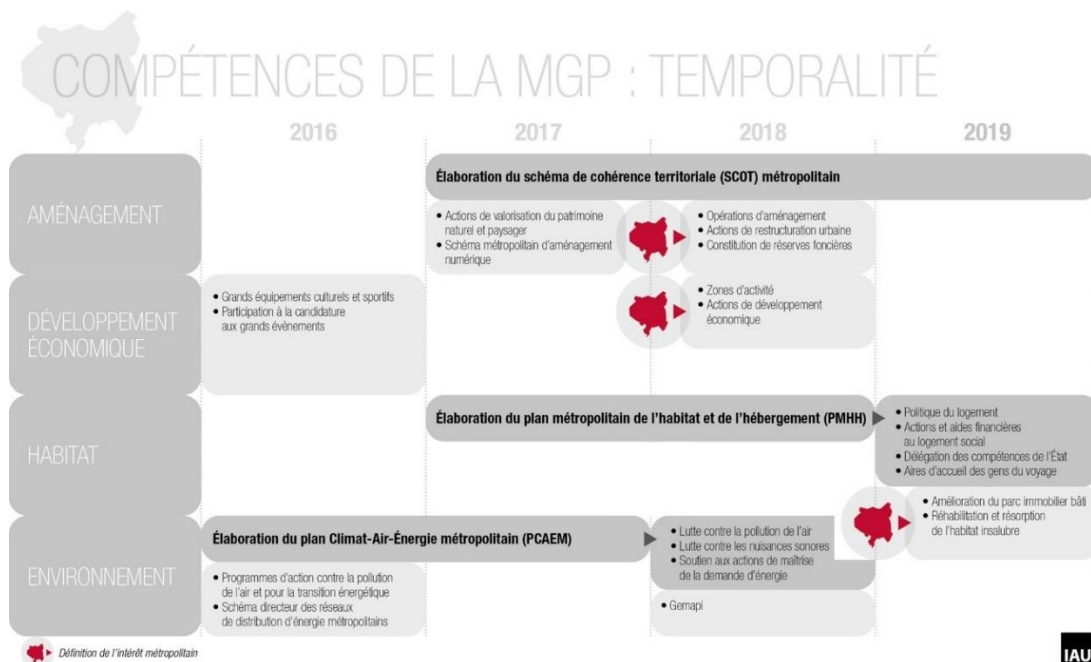 COMPÉTENCES DE LA MGP : TEMPORALITÉ
2016
2017
2018
2019
AMÉNAGEMENT
Élaboration du schéma de cohérence territoriale (SCOT) métropolitain
• Actions de valorisation du patrimoine
naturel et paysager
• Schéma métropolitain d'aménagement
numérique
• Opérations d'aménagement
• Actions de restructuration urbaine
• Constitution de réserves foncières
DÉVELOPPEMENT
ÉCONOMIQUE
• Grands équipements culturels et sportifs
• Participation à la candidature
aux grands évènements
• Zones d'activité
• Actions de développement
économique
HABITAT
Élaboration du plan métropolitain de l'habitat et de l'hébergement (PMHH)
• Politique du logement
• Actions et aides financières
au logement social
• Délégation des compétences de l'État
• Aires d'accueil des gens du voyage
• Amélioration du parc immobilier bâti
• Réhabilitation et résorption
de l'habitat insalubre
ENVIRONNEMENT
Élaboration du plan Climat-Air-Énergie métropolitain (PCAEM)
• Programmes d'action contre la pollution
de l'air et pour la transition énergétique
• Schéma directeur des réseaux
de distribution d'énergie métropolitains
• Lutte contre la pollution de l'air
• Lutte contre les nuisances sonores
• Soutien aux actions de maîtrise
de la demande d'énergie
• Gemapi
Définition de l'intérêt métropolitain
IAU